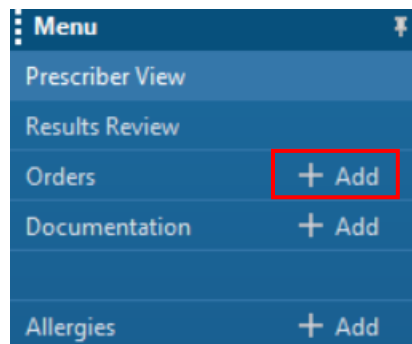 Menu
Prescriber View
Results Review
Orders + Add
Documentation + Add
Allergies + Add